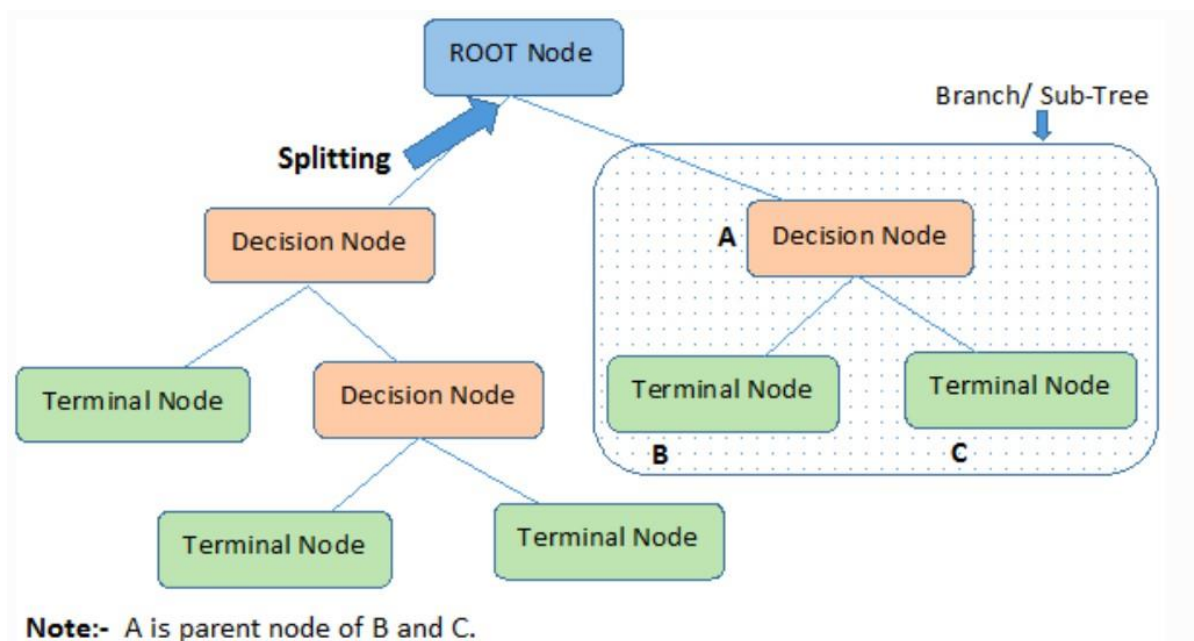 ROOT Node
Branch/ Sub-Tree
Splitting
Decision Node
A
Decision Node
Terminal Node
Decision Node
Terminal Node
Terminal Node
B
C
Terminal Node
Terminal Node
Note:- A is parent node of B and C.